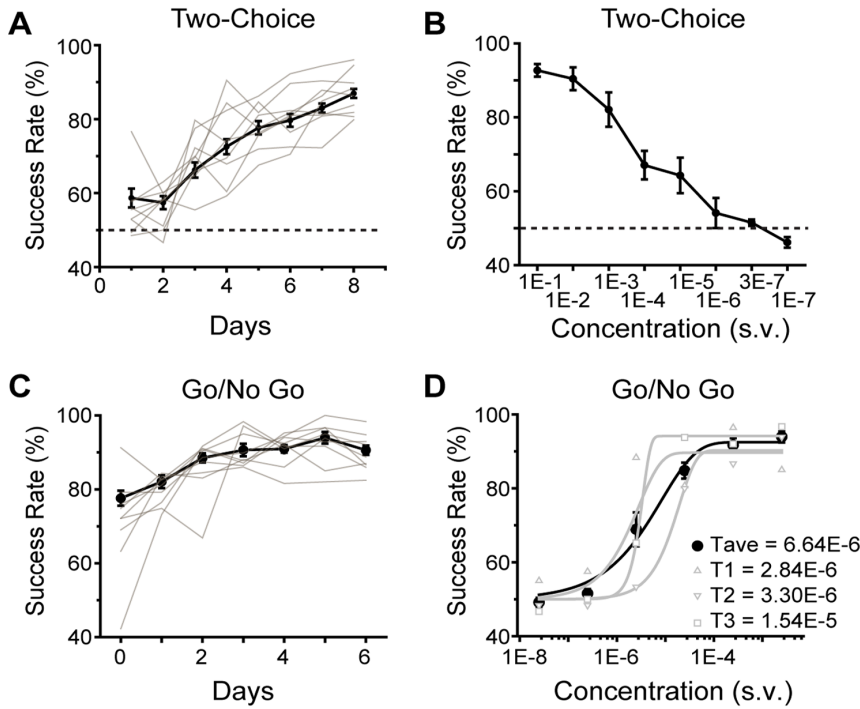 A
Two-Choice
Success Rate (%)
100
80
60
40
0 2 4 6 8
Days
B
Two-Choice
Success Rate (%)
100
80
60
40
1E-1 1E-3 1E-5 3E-7
1E-2 1E-4 1E-6 1E-7
Concentration (s.v.)
C
Go/No Go
Success Rate (%)
100
80
60
40
0 2 4 6
Days
D
Go/No Go
Success Rate (%)
100
80
60
40
Tave = 6.64E-6
T1 = 2.84E-6
T2 = 3.30E-6
T3 = 1.54E-5
1E-8 1E-6 1E-4
Concentration (s.v.)